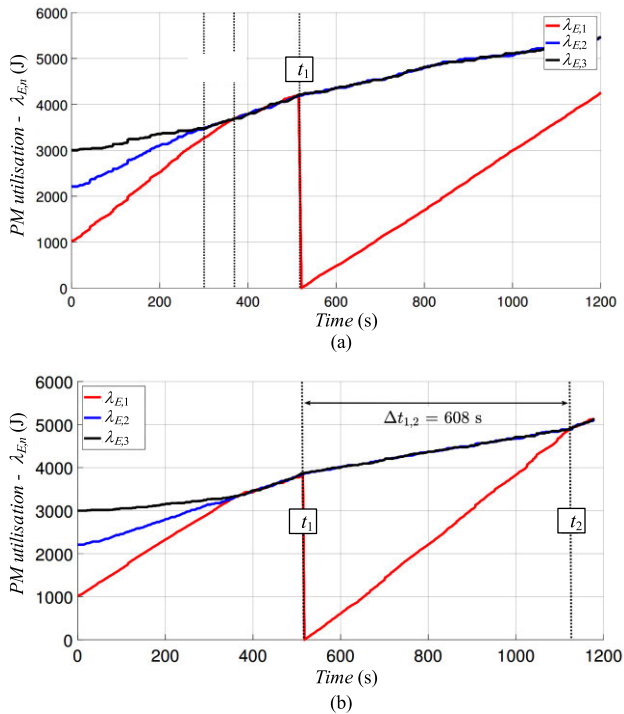 6000
5000
4000
3000
2000
1000
0
PM utilisation - λE,n (J)
t1
λE,1
λE,2
λE,3
0 200 400 600 800 1000 1200
Time (s)
(a)
6000
5000
4000
3000
2000
1000
0
PM utilisation - λE,n (J)
λE,1
λE,2
λE,3
Δt1,2 = 608 s
t1
t2
0 200 400 600 800 1000 1200
Time (s)
(b)